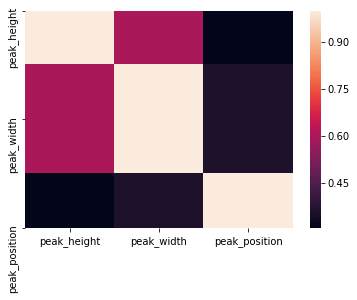 peak_height
peak_width
peak_position
peak_height
peak_width
peak_position
0.90
0.75
0.60
0.45